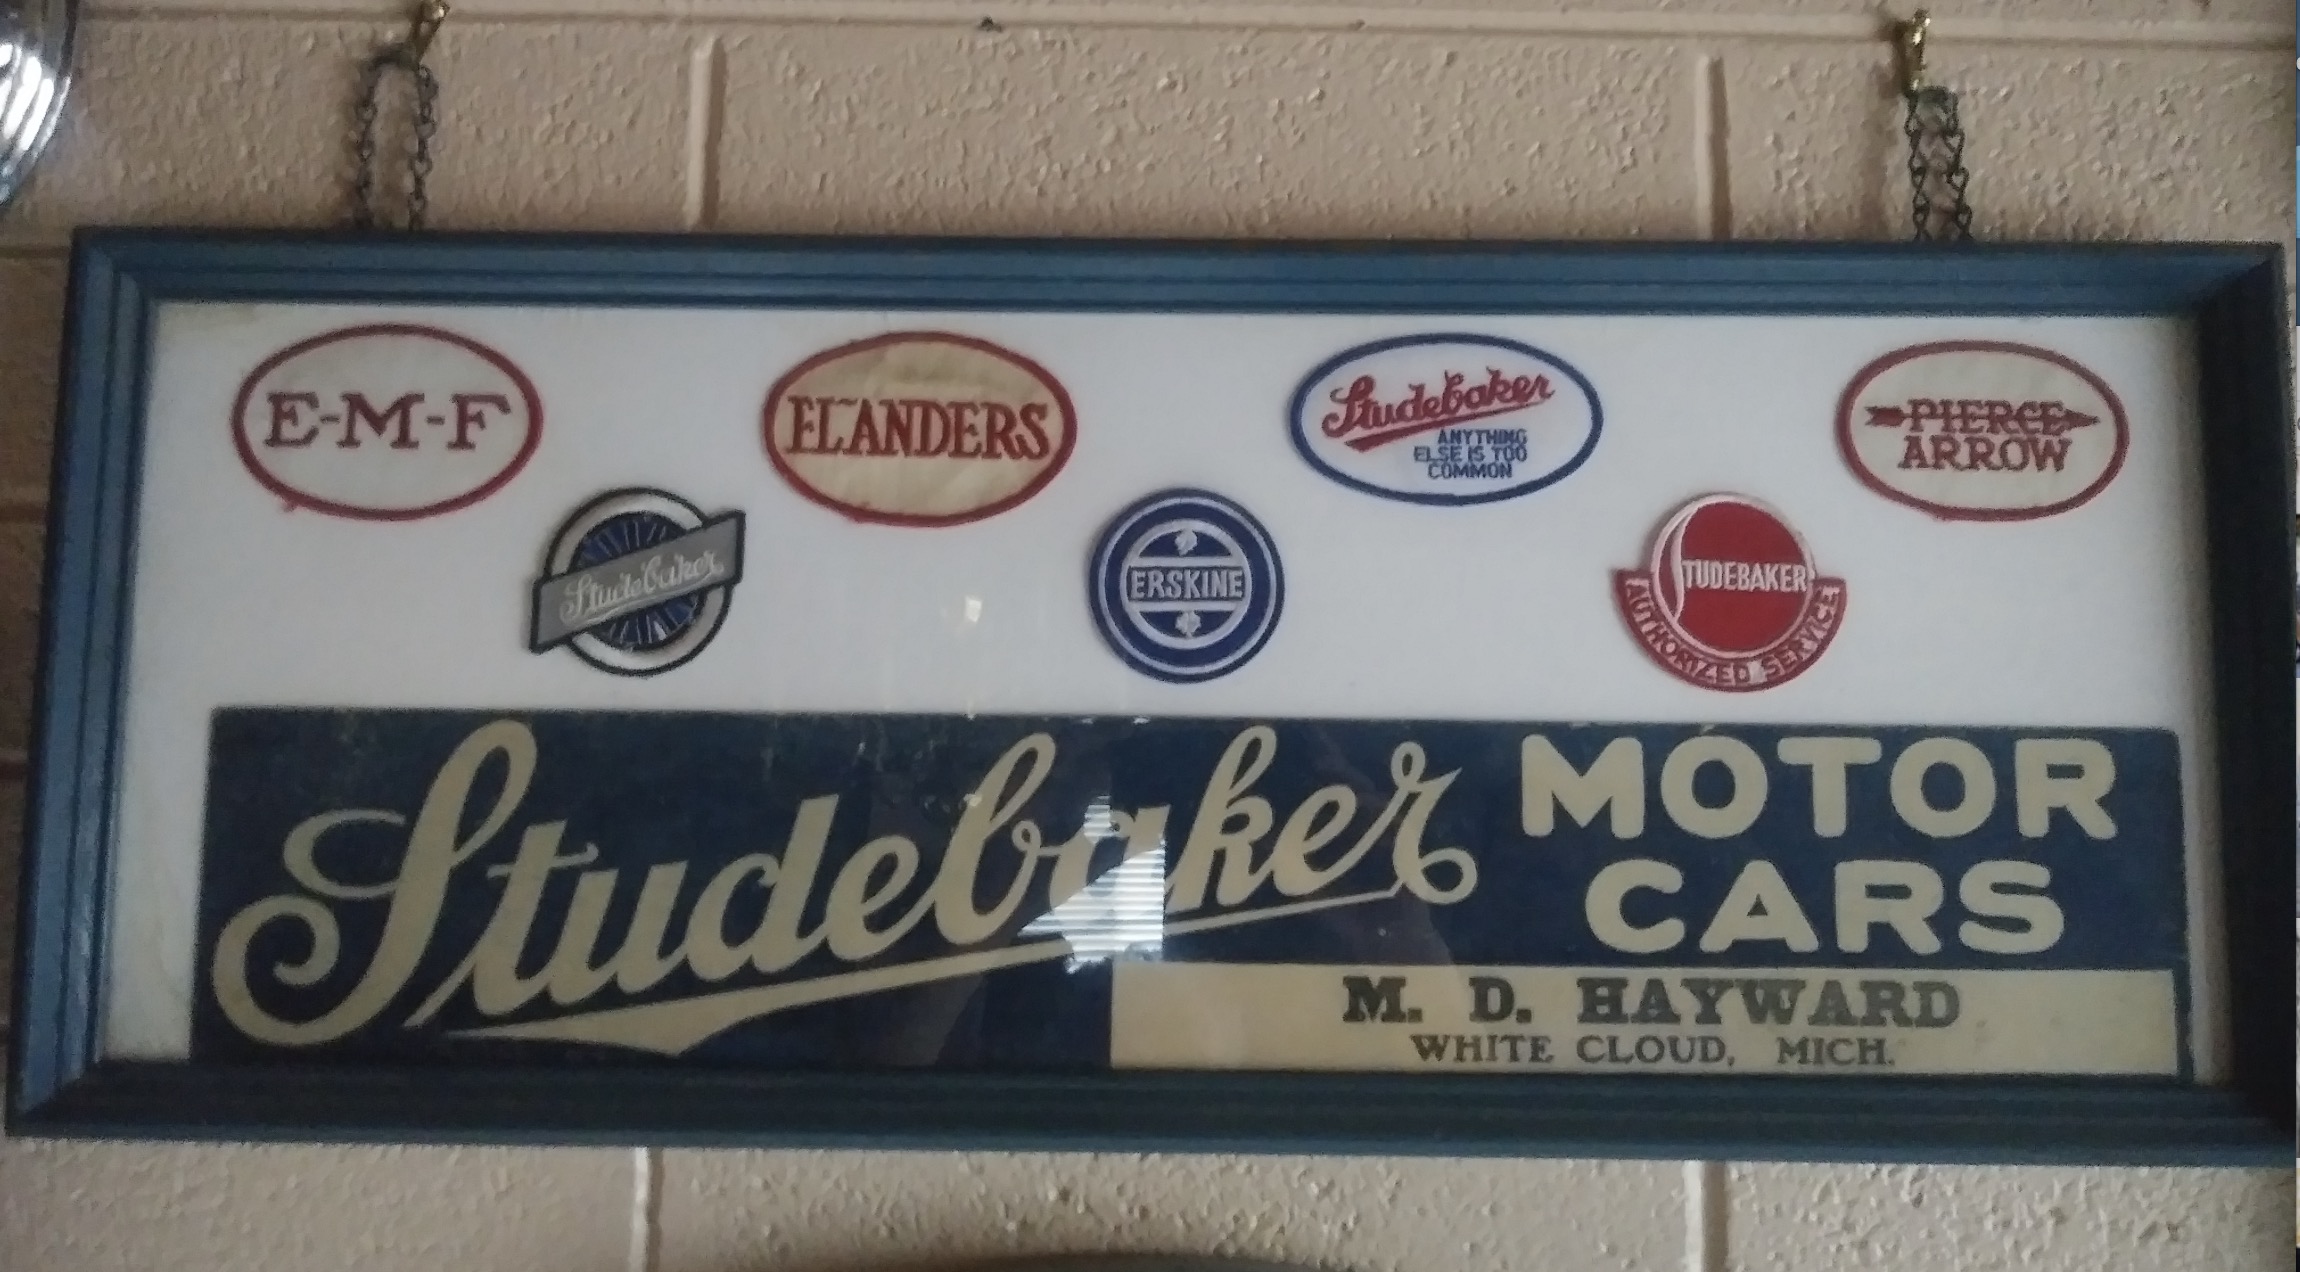 E-M-F
FLANDERS
Studebaker
ANYTHING
ELSE IS TOO
COMMON
PIERCE
ARROW
Studebaker
ERSKINE
STUDEBAKER
AUTHORIZED SERVICE
Studebaker MOTOR
CARS
M. D. HAYWARD
WHITE CLOUD, MICH.